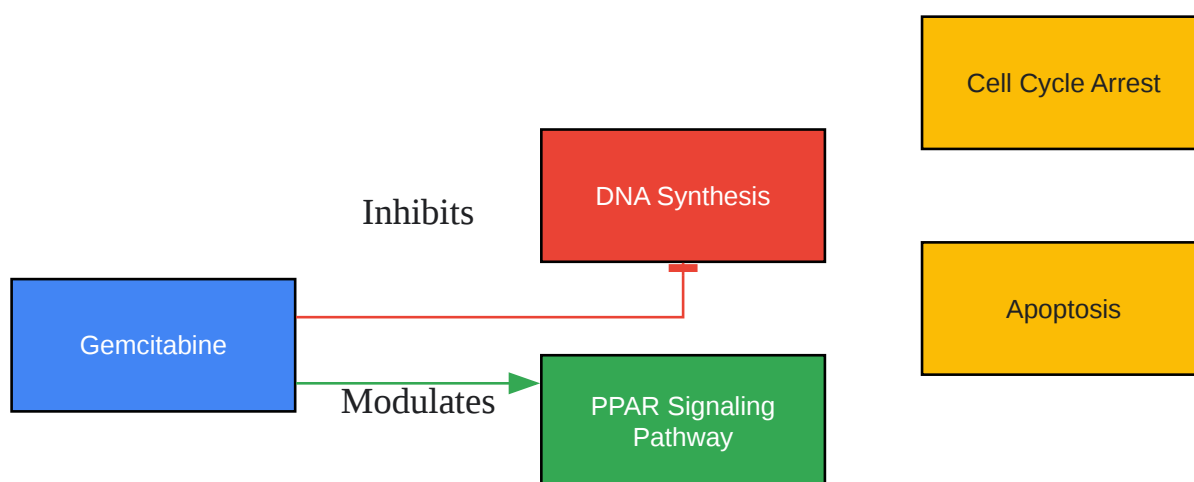 Cell Cycle Arrest
DNA Synthesis
Inhibits
Apoptosis
Gemcitabine
Modulates
PPAR Signaling
Pathway